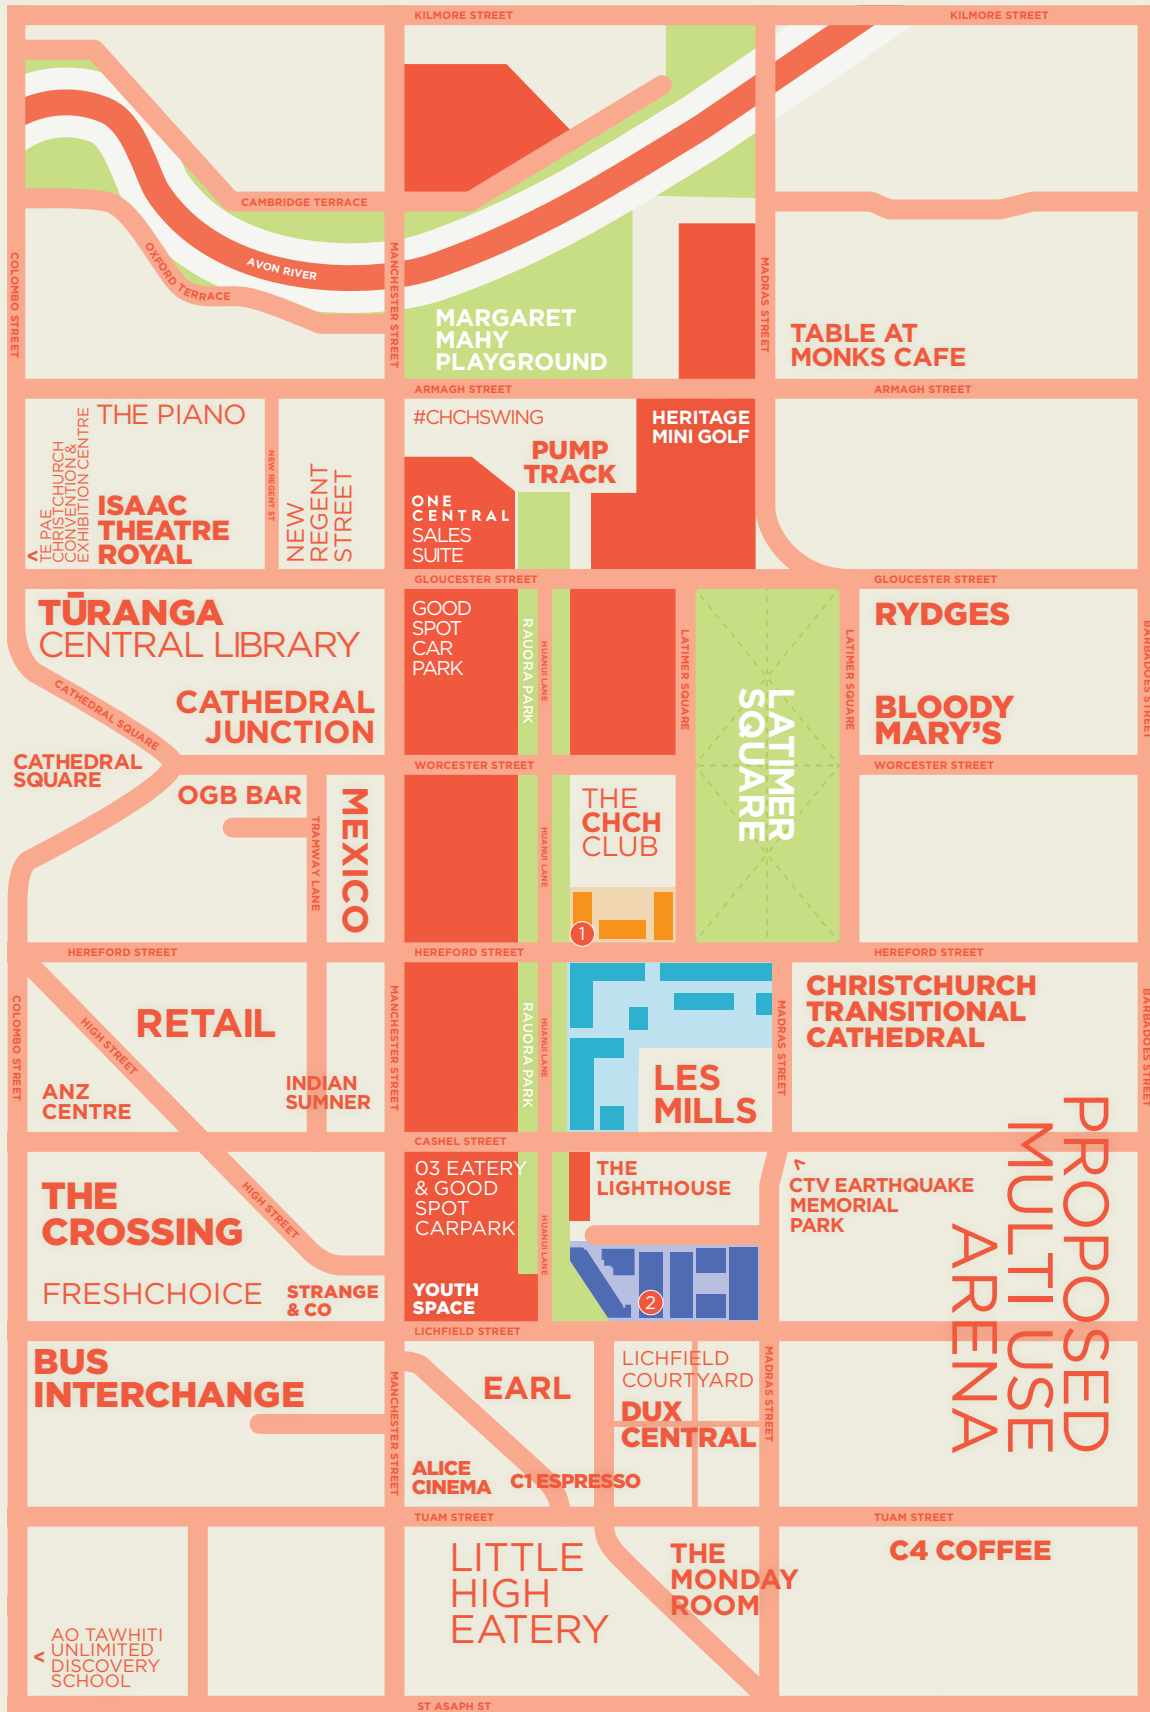 KILMORE STREET
KILMORE STREET
CAMBRIDGE TERRACE
OXFORD TERRACE
AVON RIVER
COLOMBO STREET
MANCHESTER STREET
MADRAS STREET
MARGARET
MAHY
PLAYGROUND
TABLE AT
MONKS CAFE
ARMAGH STREET
ARMAGH STREET
THE PIANO
<
TE PAE
CHRISTCHURCH
CONVENTION &
EXHIBITION CENTRE
ISAAC
THEATRE
ROYAL
NEW REGENT ST
NEW
REGENT
STREET
#CHCHSWING
PUMP
TRACK
HERITAGE
MINI GOLF
ONE
CENTRAL
SALES
SUITE
GLOUCESTER STREET
GLOUCESTER STREET
TŪRANGA
CENTRAL LIBRARY
CATHEDRAL SQUARE
CATHEDRAL
JUNCTION
CATHEDRAL
SQUARE
GOOD
SPOT
CAR
PARK
RAUORA PARK
HUANUI LANE
LATIMER SQUARE
LATIMER
SQUARE
LATIMER SQUARE
RYDGES
BLOODY
MARY'S
BARBADOES STREET
WORCESTER STREET
WORCESTER STREET
OGB BAR
TRAMWAY LANE
MEXICO
HUANUI LANE
THE
CHCH
CLUB
1
HEREFORD STREET
HEREFORD STREET
HEREFORD STREET
COLOMBO STREET
HIGH STREET
RETAIL
ANZ
CENTRE
INDIAN
SUMNER
MANCHESTER STREET
RAUORA PARK
HUANUI LANE
LES
MILLS
MADRAS STREET
CHRISTCHURCH
TRANSITIONAL
CATHEDRAL
BARBADOES STREET
CASHEL STREET
THE
CROSSING
HIGH STREET
FRESHCHOICE
STRANGE
& CO
03 EATERY
& GOOD
SPOT
CARPARK
YOUTH
SPACE
HUANUI LANE
THE
LIGHTHOUSE
2
<
CTV EARTHQUAKE
MEMORIAL
PARK
PROPOSED
MULTI USE
ARENA
LICHFIELD STREET
BUS
INTERCHANGE
MANCHESTER STREET
EARL
LICHFIELD
COURTYARD
DUX
CENTRAL
MADRAS STREET
ALICE
CINEMA
C1 ESPRESSO
TUAM STREET
TUAM STREET
LITTLE
HIGH
EATERY
THE
MONDAY
ROOM
C4 COFFEE
<
AO TAWHITI
UNLIMITED
DISCOVERY
SCHOOL
ST ASAPH ST